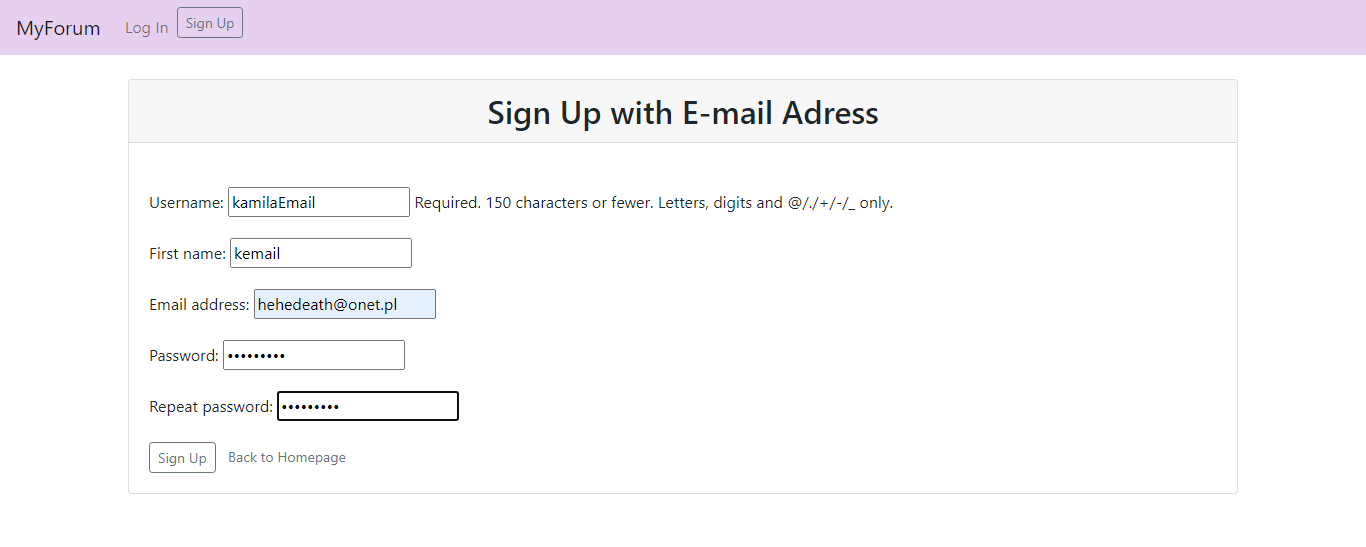 MyForum Log In Sign Up
Sign Up with E-mail Adress
Username: kamilaEmail Required. 150 characters or fewer. Letters, digits and @/./+/-/_ only.
First name: kemail
Email address: hehedeath@onet.pl
Password: •••••••••
Repeat password: •••••••••
Sign Up Back to Homepage